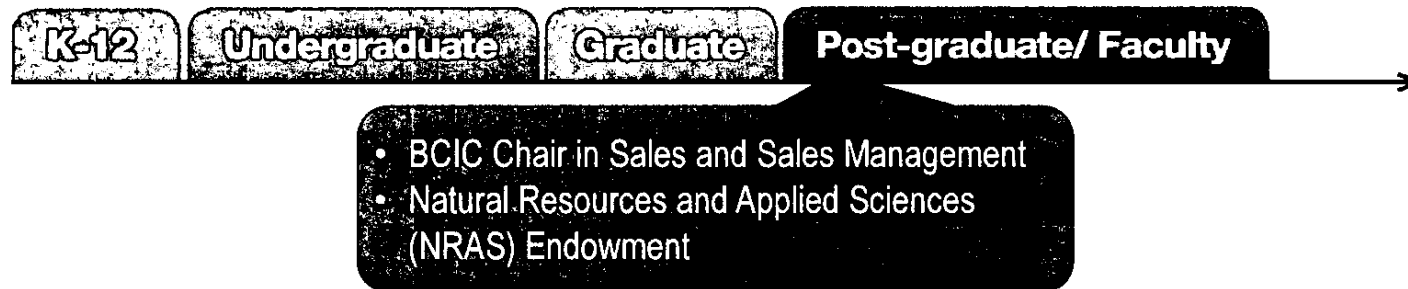 K-12 Undergraduate Graduate Post-graduate/ Faculty
• BCIC Chair in Sales and Sales Management
• Natural Resources and Applied Sciences
(NRAS) Endowment